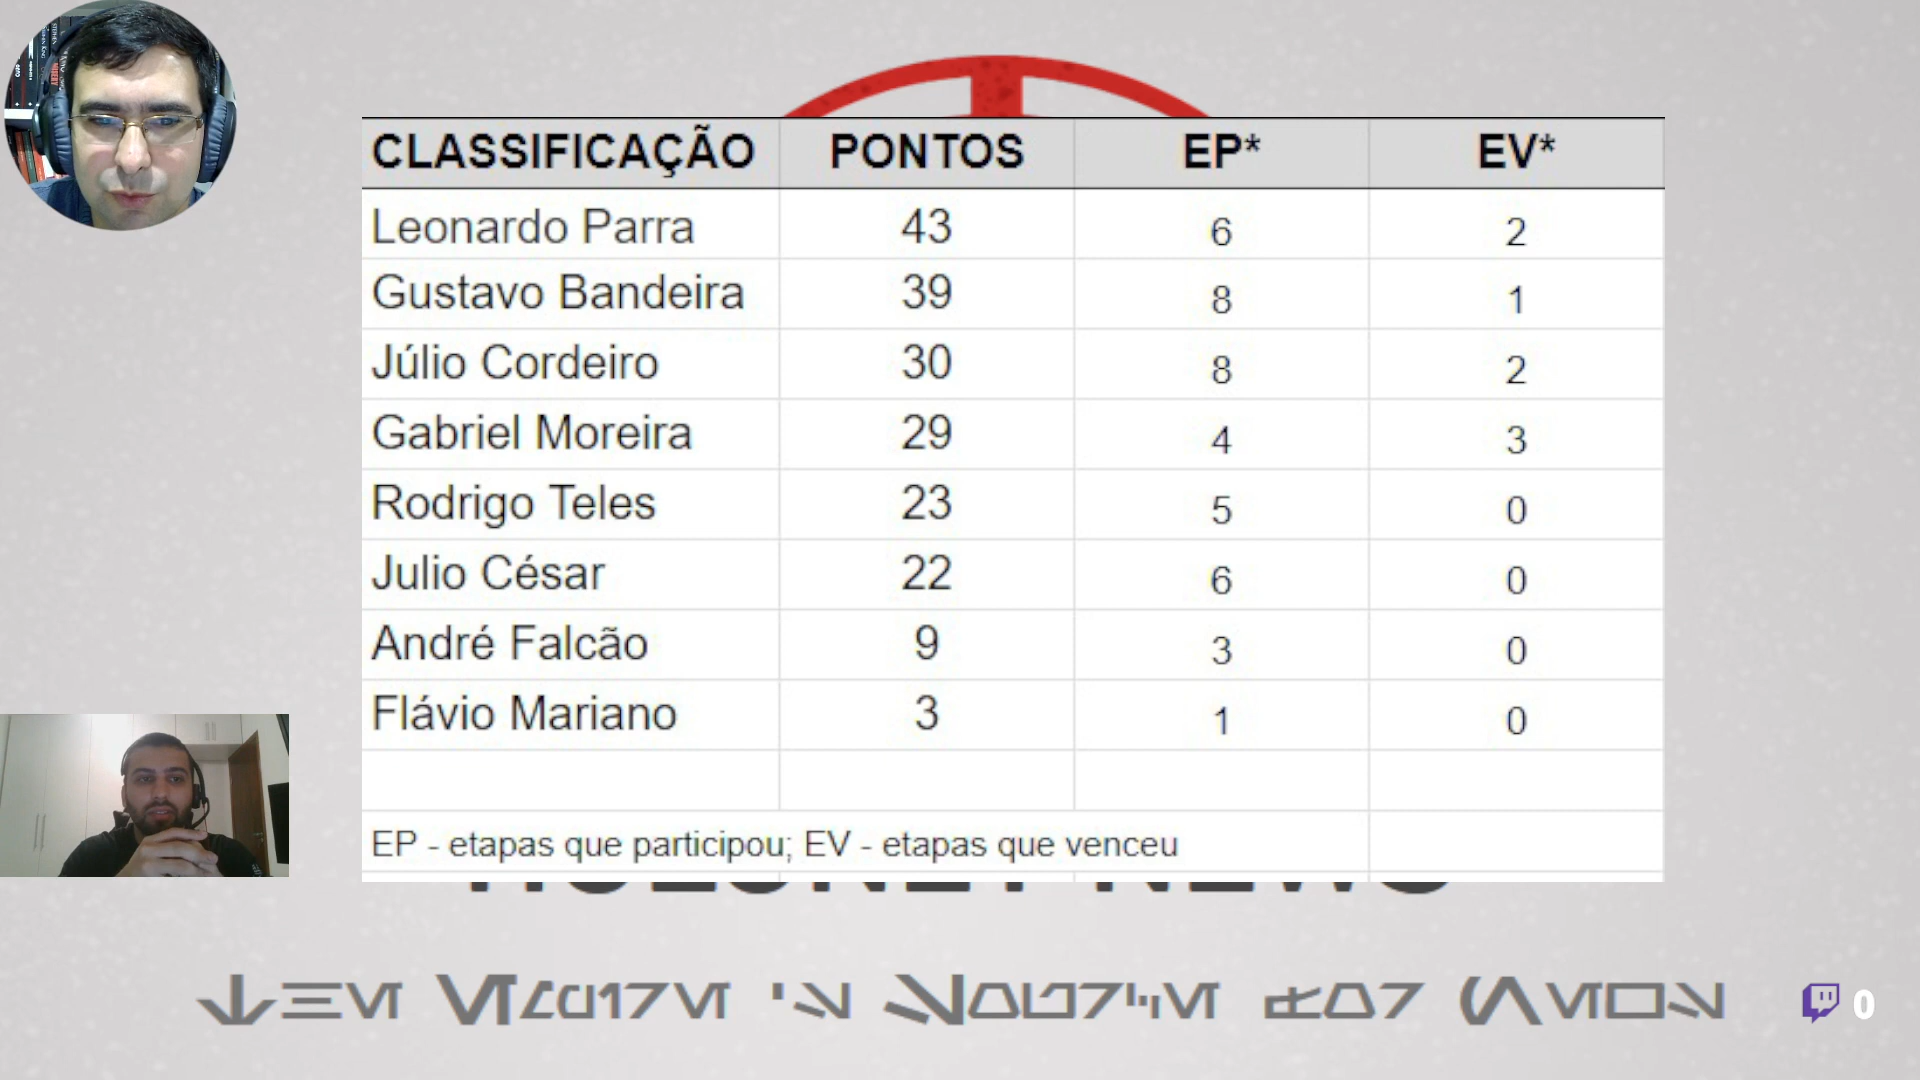 CLASSIFICAÇÃO PONTOS EP* EV*
Leonardo Parra 43 6 2
Gustavo Bandeira 39 8 1
Júlio Cordeiro 30 8 2
Gabriel Moreira 29 4 3
Rodrigo Teles 23 5 0
Julio César 22 6 0
André Falcão 9 3 0
Flávio Mariano 3 1 0
EP - etapas que participou; EV - etapas que venceu
HOLONET NEWS
0